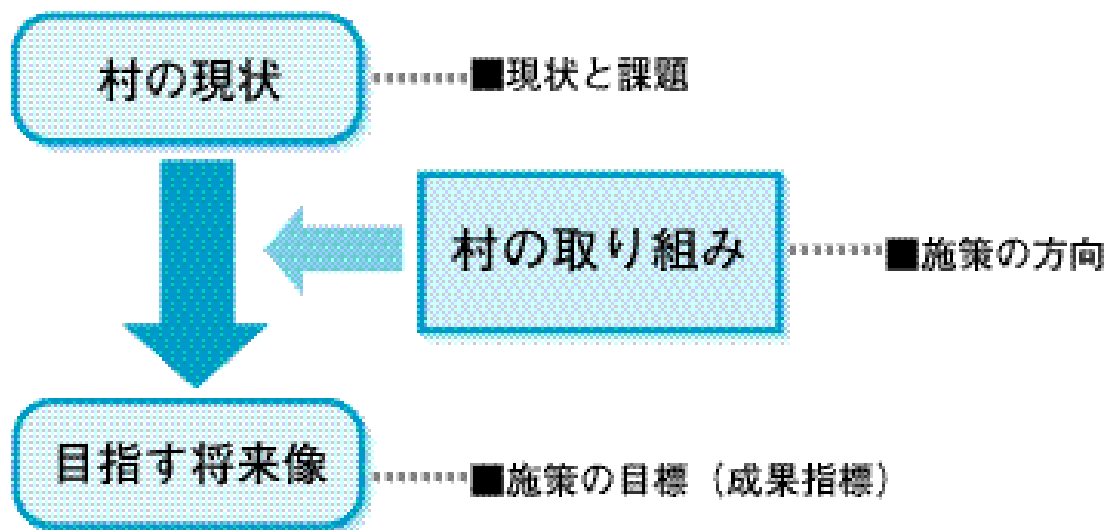 村の現状
■現状と課題
村の取り組み
■施策の方向
目指す将来像
■施策の目標（成果指標）